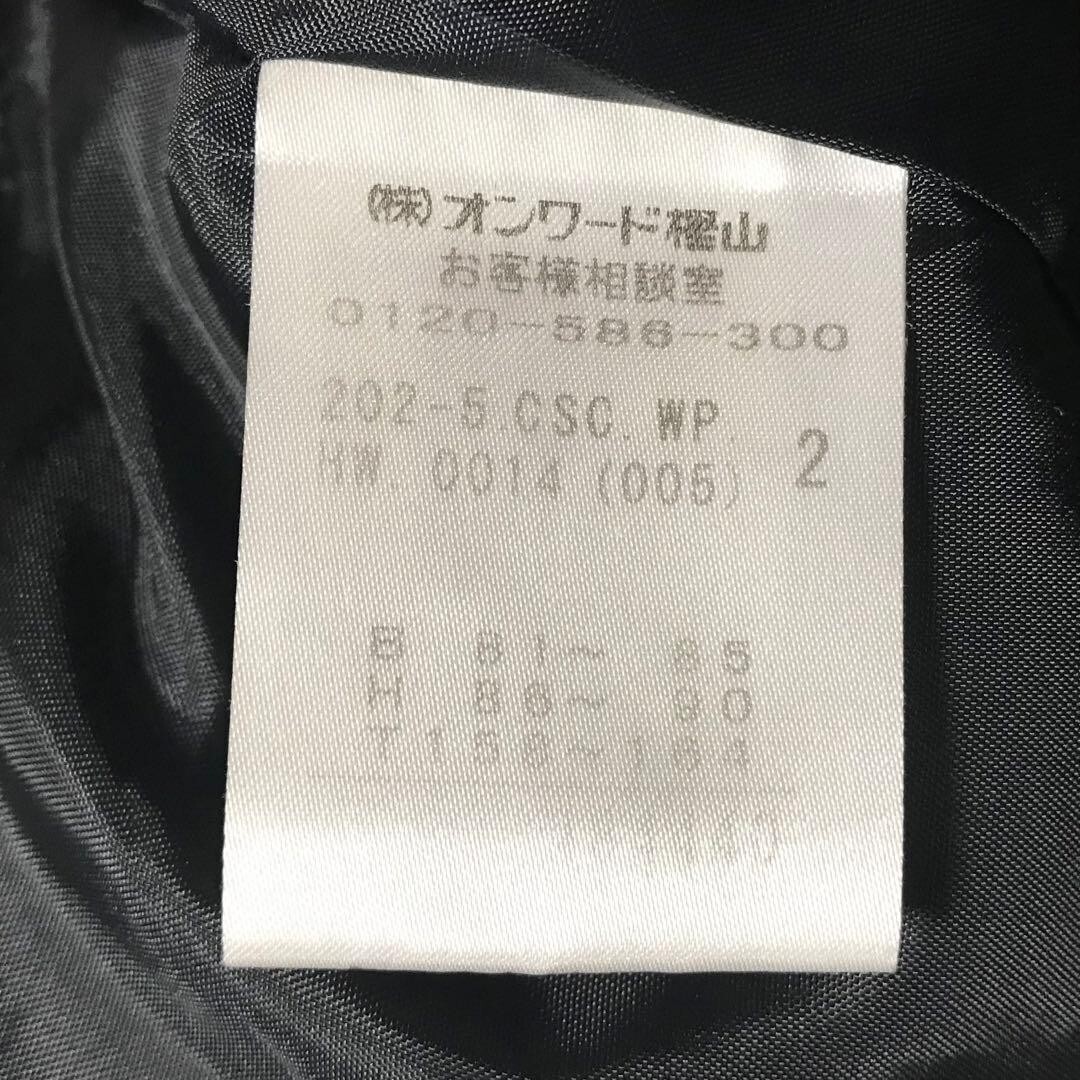 (株)オンワード樫山
お客様相談室
0120-586-300
202-5.CSC.WP.
HW.0014(005) 2
B 81~ 85
H 86~ 90
T158~164